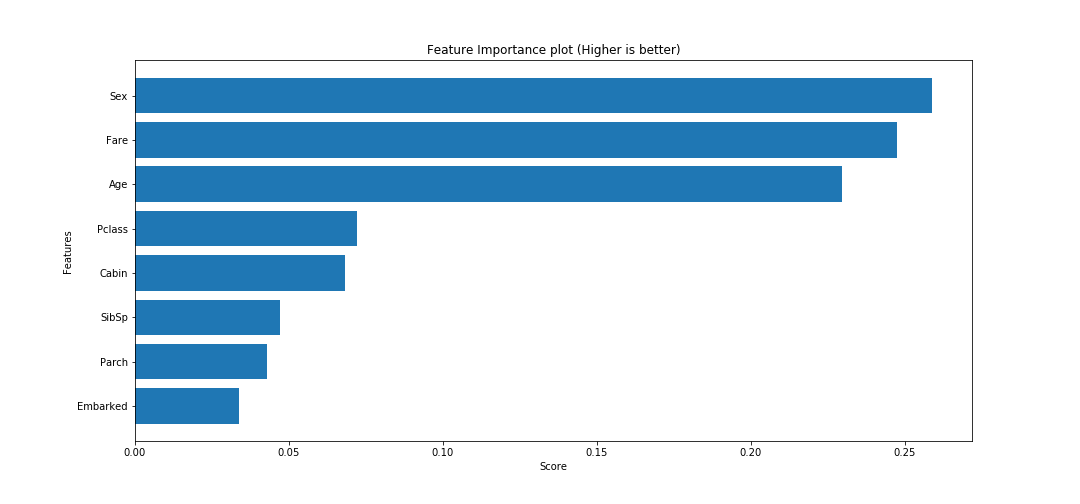 Feature Importance plot (Higher is better)
Features
Sex
Fare
Age
Pclass
Cabin
SibSp
Parch
Embarked
0.00 0.05 0.10 0.15 0.20 0.25
Score